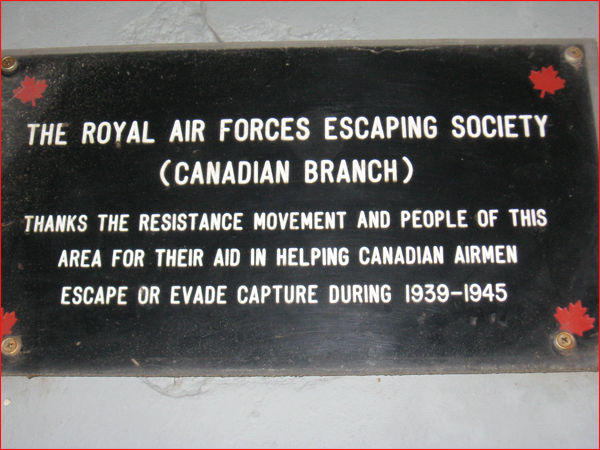 THE ROYAL AIR FORCES ESCAPING SOCIETY
(CANADIAN BRANCH)
THANKS THE RESISTANCE MOVEMENT AND PEOPLE OF THIS
AREA FOR THEIR AID IN HELPING CANADIAN AIRMEN
ESCAPE OR EVADE CAPTURE DURING 1939-1945